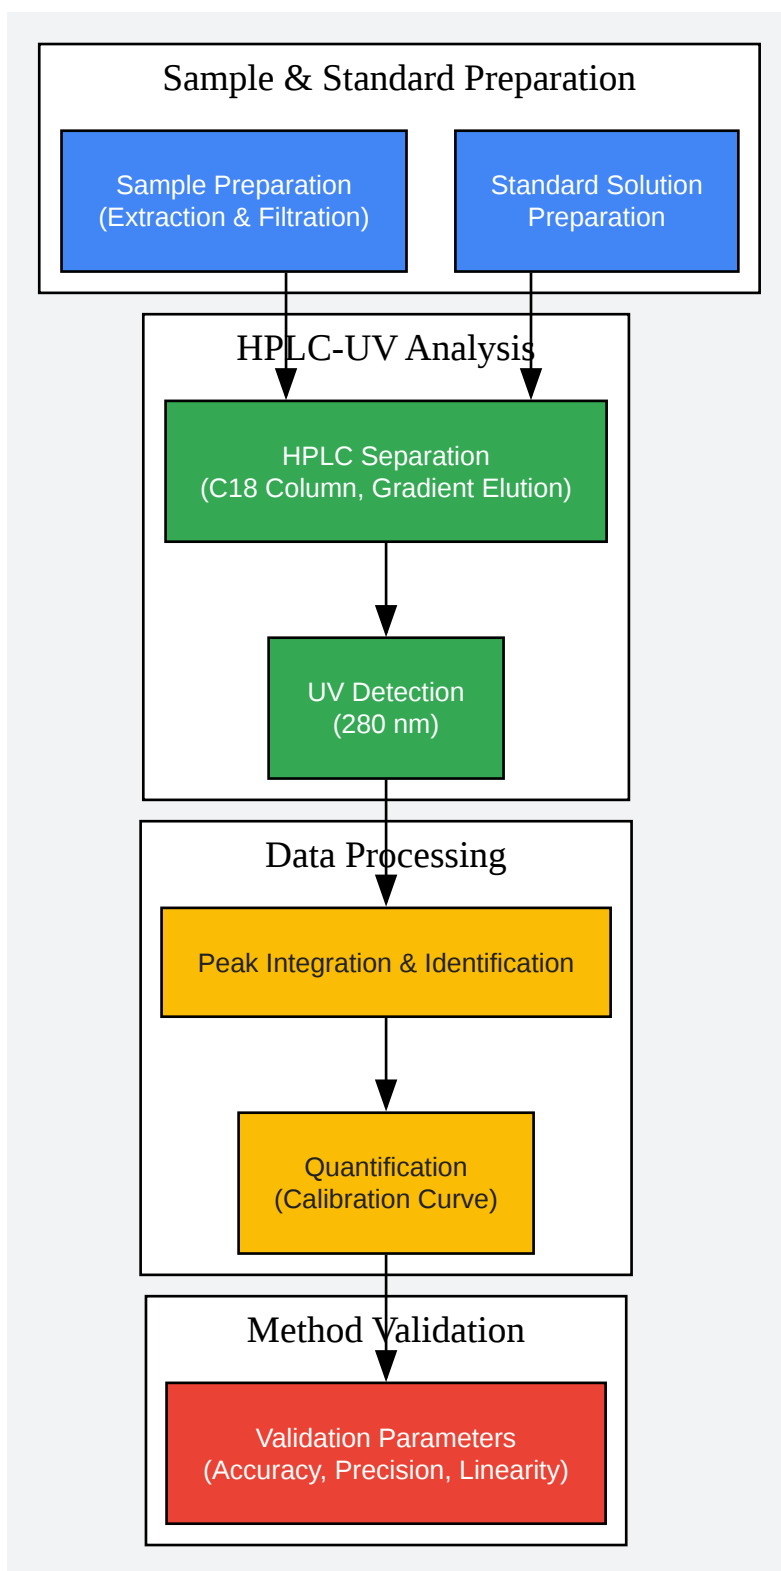 Sample & Standard Preparation
Sample Preparation
(Extraction & Filtration)
Standard Solution
Preparation
HPLC-UV Analysis
HPLC Separation
(C18 Column, Gradient Elution)
UV Detection
(280 nm)
Data Processing
Peak Integration & Identification
Quantification
(Calibration Curve)
Method Validation
Validation Parameters
(Accuracy, Precision, Linearity)